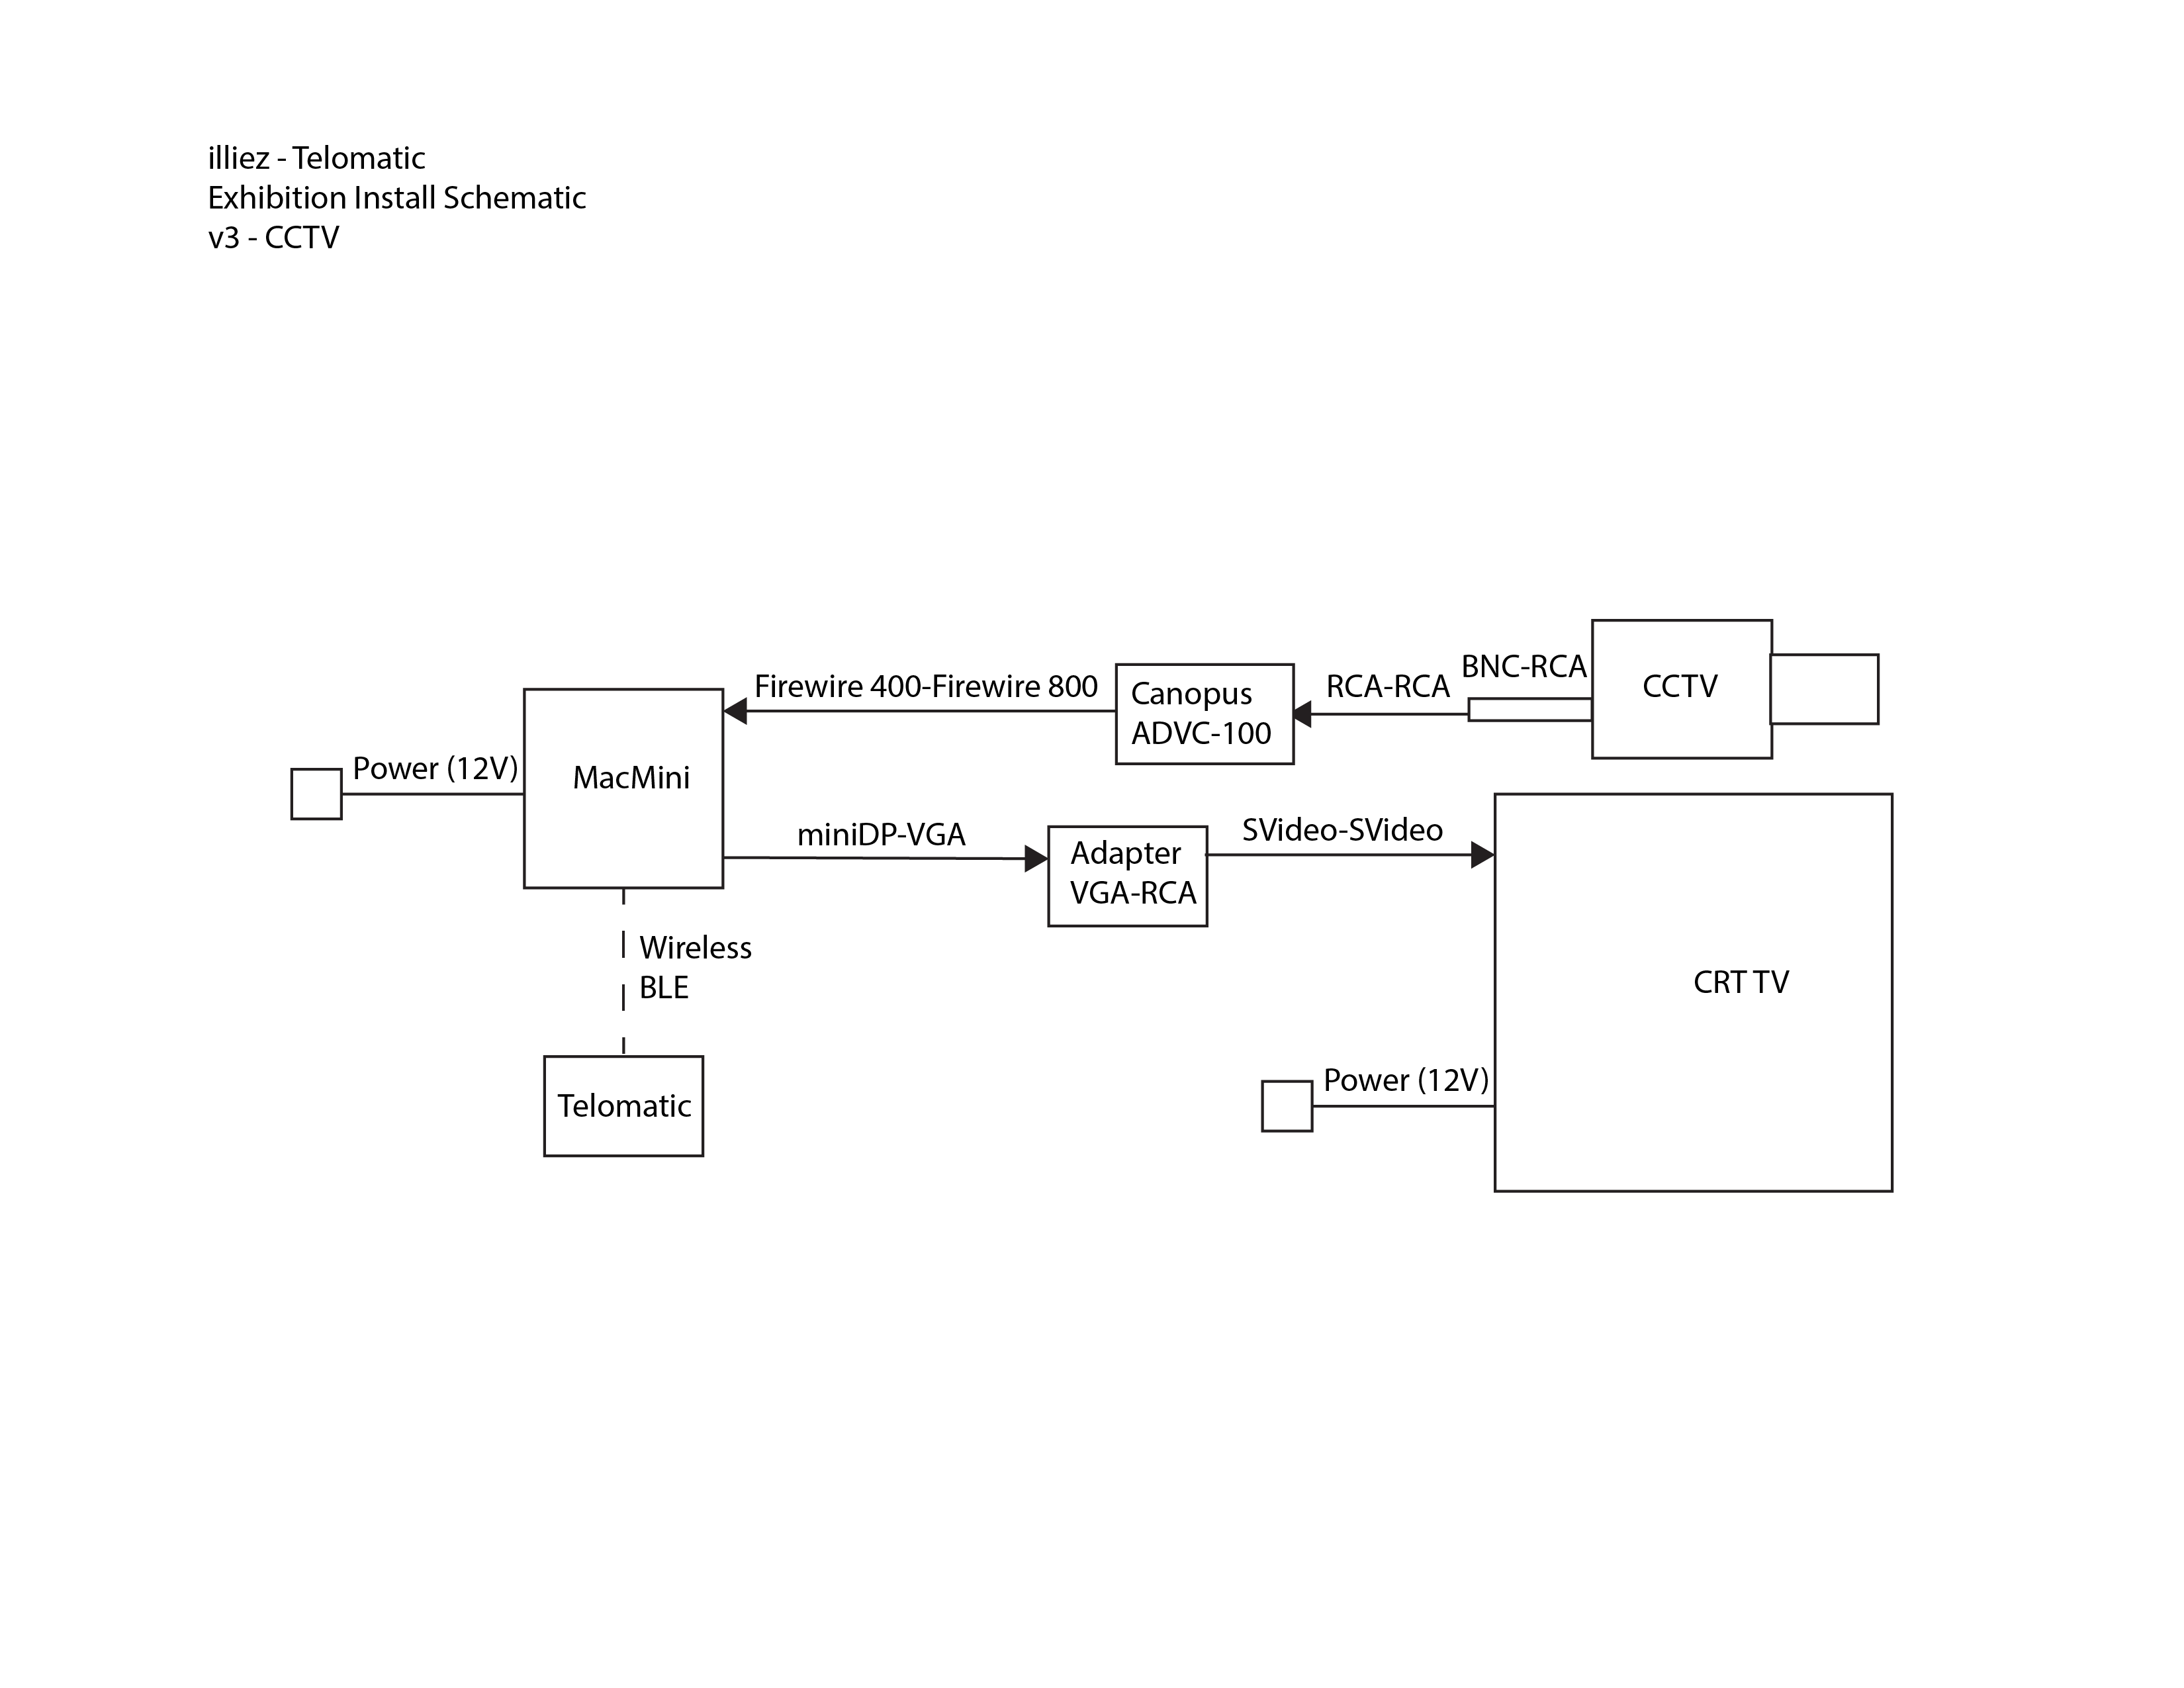 illiez - Telomatic
Exhibition Install Schematic
v3 - CCTV
Firewire 400-Firewire 800
Canopus
ADVC-100
RCA-RCA
BNC-RCA
CCTV
Power (12V)
MacMini
miniDP-VGA
Adapter
VGA-RCA
SVideo-SVideo
Wireless
BLE
CRT TV
Telomatic
Power (12V)